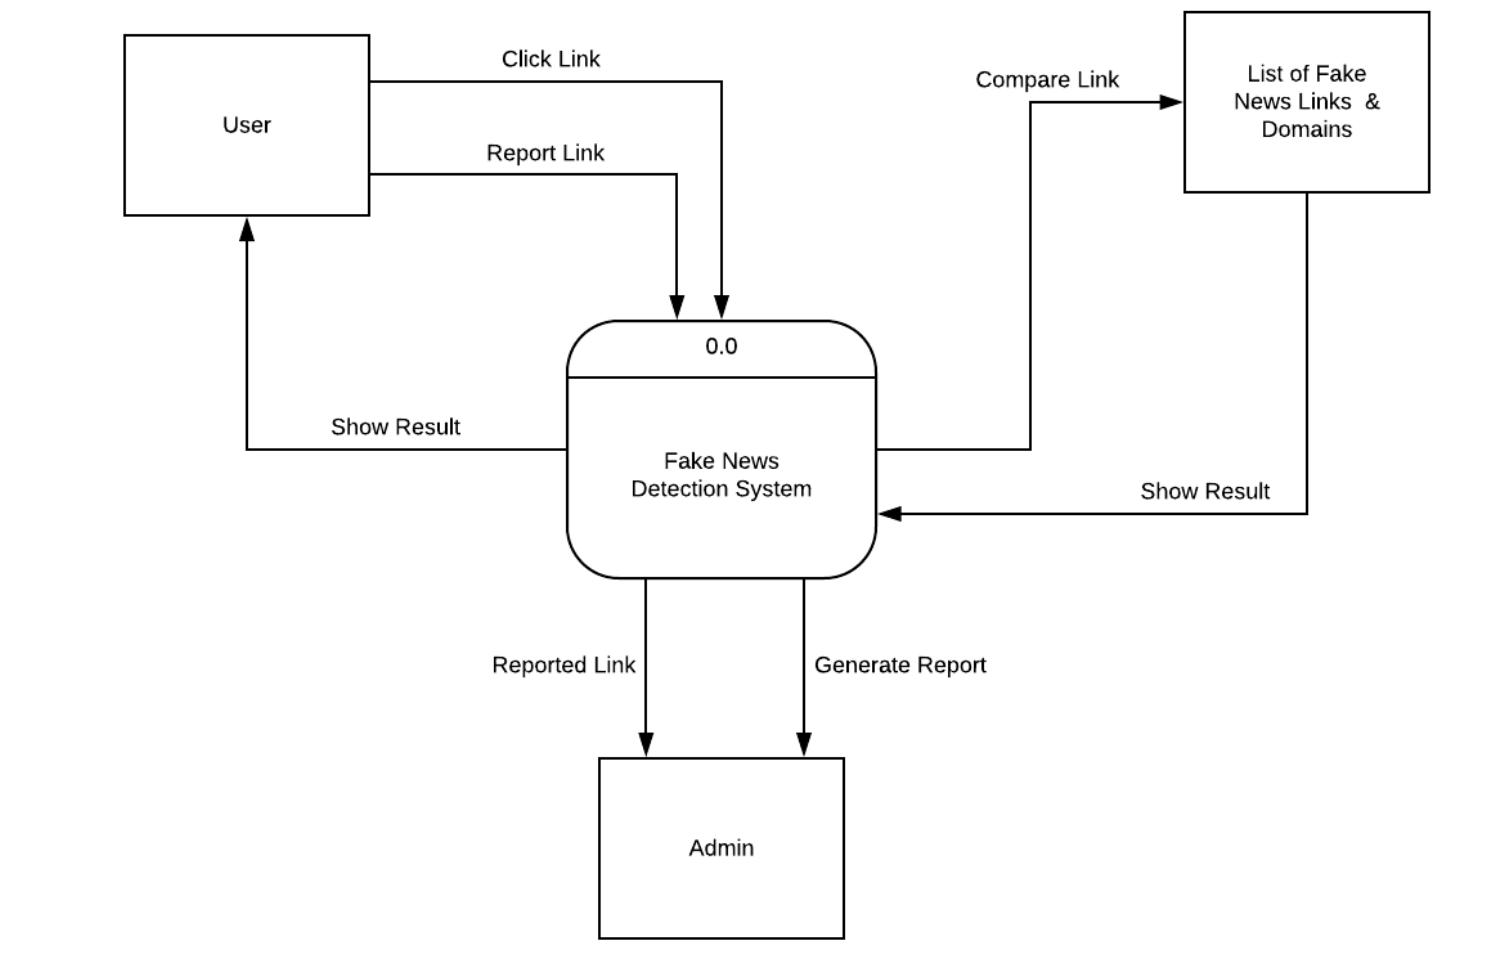 User
Click Link
Report Link
Compare Link
List of Fake
News Links  &
Domains
0.0
Fake News
Detection System
Show Result
Show Result
Reported Link
Generate Report
Admin